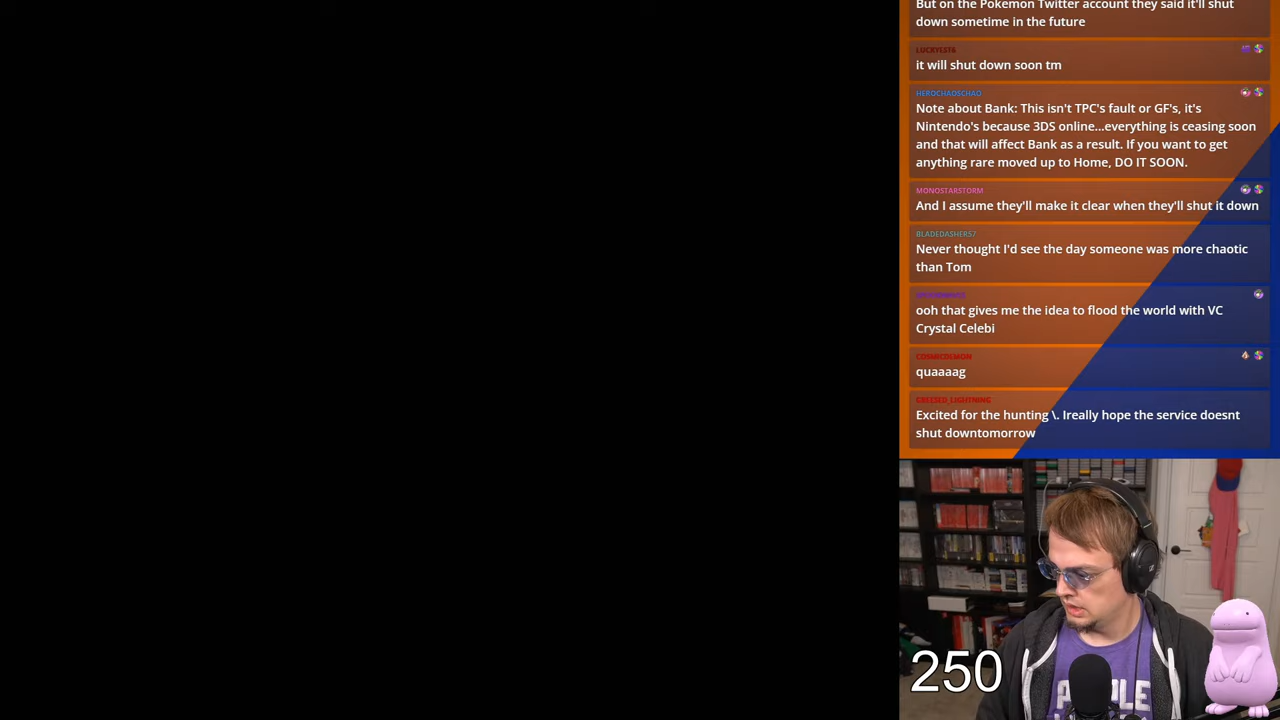 But on the Pokemon Twitter account they said it'll shut
down sometime in the future
LUCRYEST6
it will shut down soon tm
HEROCHAOSCHAO
Note about Bank: This isn't TPC's fault or GF's, it's
Nintendo's because 3DS online...everything is ceasing soon
and that will affect Bank as a result. If you want to get
anything rare moved up to Home, DO IT SOON.
MONOSTARSTORM
And I assume they'll make it clear when they'll shut it down
BLADEDASHER57
Never thought I'd see the day someone was more chaotic
than Tom
ooh that gives me the idea to flood the world with VC
Crystal Celebi
COSMICDLMON
quaaaag
GREESED_LIGHTNING
Excited for the hunting \. Ireally hope the service doesnt
shut downtomorrow
250